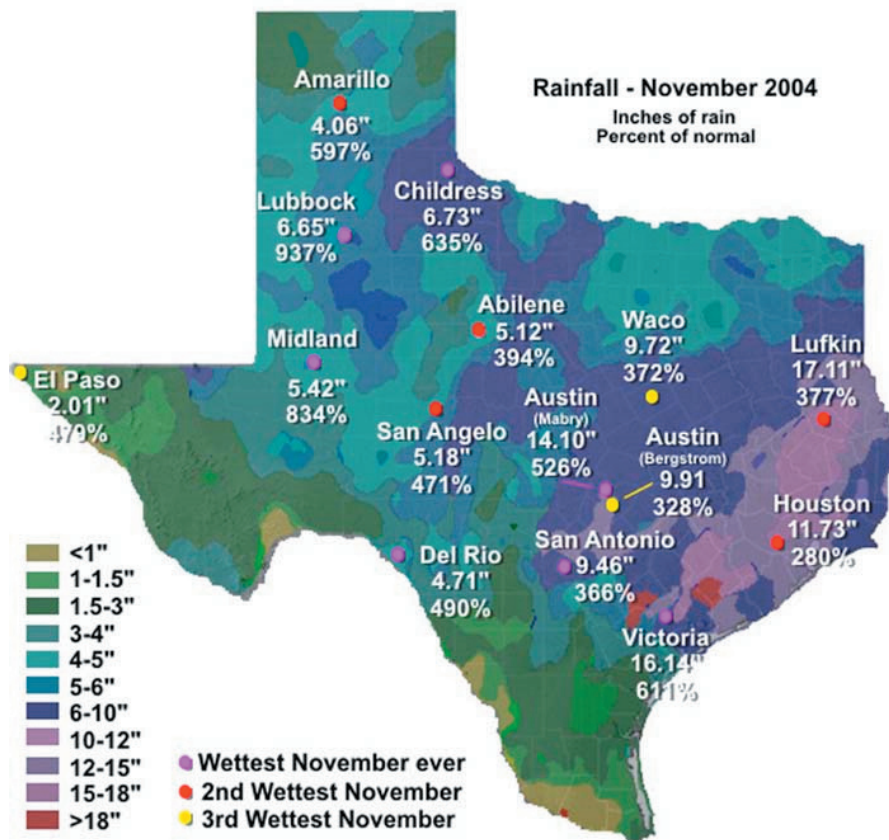 Rainfall - November 2004
Inches of rain
Percent of normal
Amarillo
4.06"
597%
Childress
6.73"
635%
Lubbock
6.65"
937%
Abilene
5.12"
394%
Waco
9.72"
372%
Lufkin
17.11"
377%
Midland
5.42"
834%
El Paso
2.01"
479%
San Angelo
5.18"
471%
Austin
(Mabry)
14.10"
526%
Austin
(Bergstrom)
9.91
328%
Houston
11.73"
280%
Del Rio
4.71"
490%
San Antonio
9.46"
366%
Victoria
16.14"
611%
<1"
1-1.5"
1.5-3"
3-4"
4-5"
5-6"
6-10"
10-12"
12-15"
15-18"
>18"
Wettest November ever
2nd Wettest November
3rd Wettest November